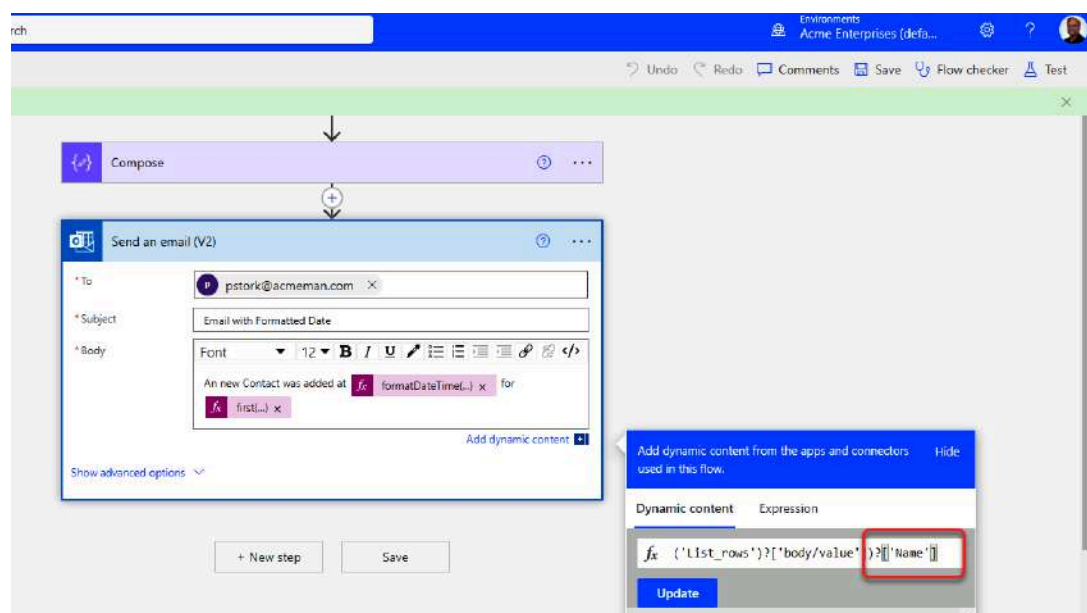 rch
Environments
Acme Enterprises (defa...
?
Undo Redo Comments Save Flow checker Test
Compose
Send an email (V2)
* To
P pstork@acmeman.com ×
* Subject
Email with Formatted Date
* Body
Font 12 B I U </>
An new Contact was added at fx formatDateTime(...) x for
fx first(...) x
Add dynamic content
Show advanced options
Add dynamic content from the apps and connectors
used in this flow.
Hide
Dynamic content Expression
fx ('List_rows')?['body/value'])?['Name']
Update
+ New step Save